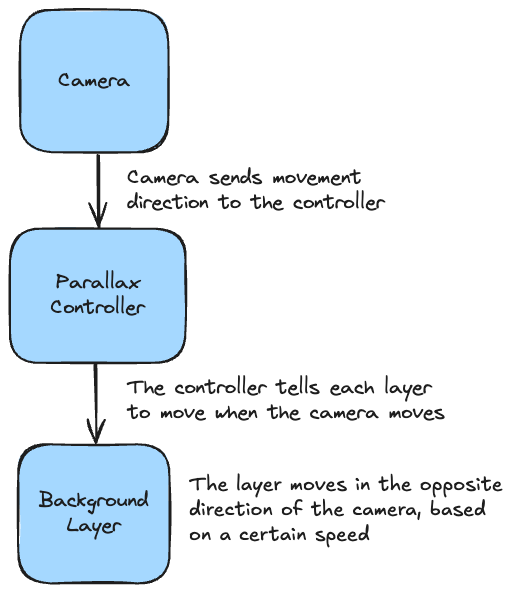 Camera
Camera sends movement
direction to the controller
Parallax
Controller
The controller tells each layer
to move when the camera moves
Background
Layer
The layer moves in the opposite
direction of the camera, based
on a certain speed